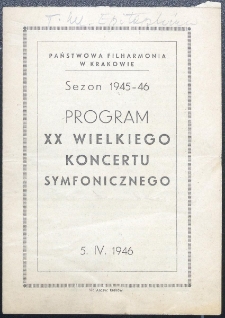 PAŃSTWOWA FILHARMONIA
W KRAKOWIE
Sezon 1945-46
PROGRAM
XX WIELKIEGO
KONCERTU
SYMFONICZNEGO
5. IV. 1946